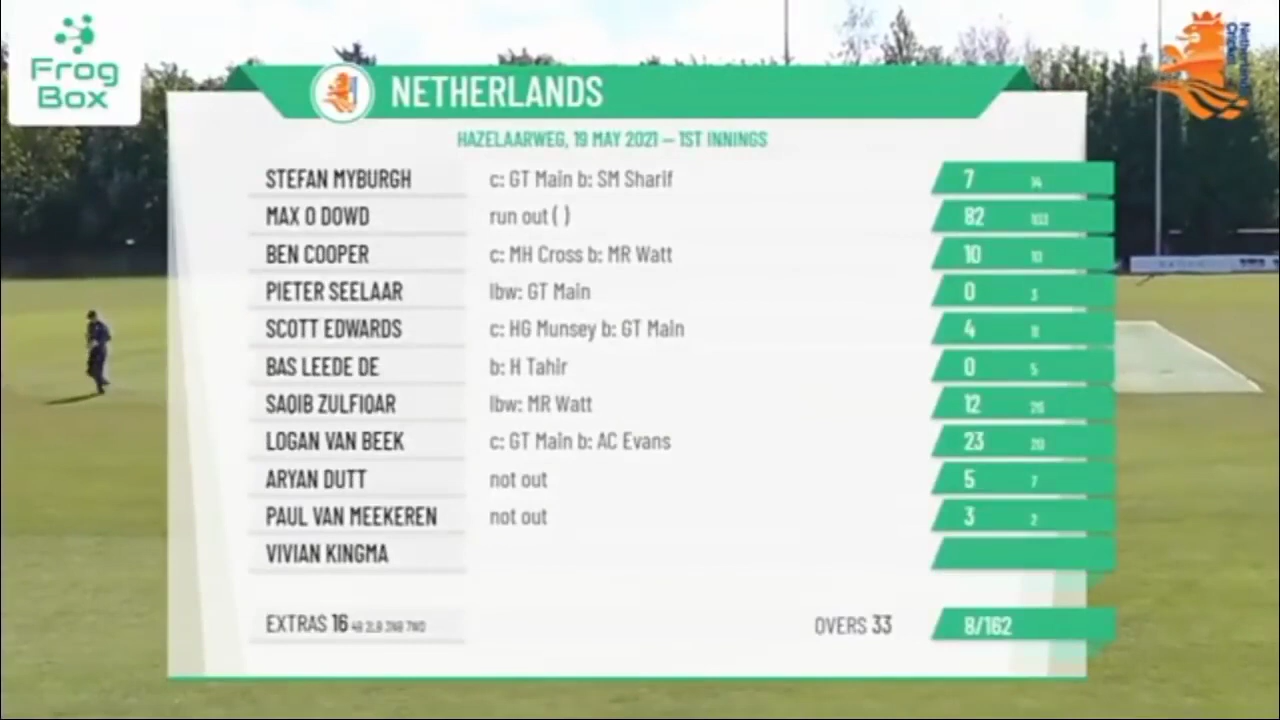 Frog
Box
NETHERLANDS
HAZELAARWEG, 19 MAY 2021 – 1ST INNINGS
STEFAN MYBURGH c: GT Main b: SM Sharif 7 14
MAX O DOWD run out ( ) 82
BEN COOPER c: MH Cross b: MR Watt 10 10
PIETER SEELAAR lbw: GT Main 0 3
SCOTT EDWARDS c: HG Munsey b: GT Main 4 11
BAS LEEDE DE b: H Tahir 0 5
SAQIB ZULFIQAR lbw: MR Watt 12 26
LOGAN VAN BEEK c: GT Main b: AC Evans 23 20
ARYAN DUTT not out 5 7
PAUL VAN MEEKEREN not out 3 2
VIVIAN KINGMA
EXTRAS 16 OVERS 33 8/162